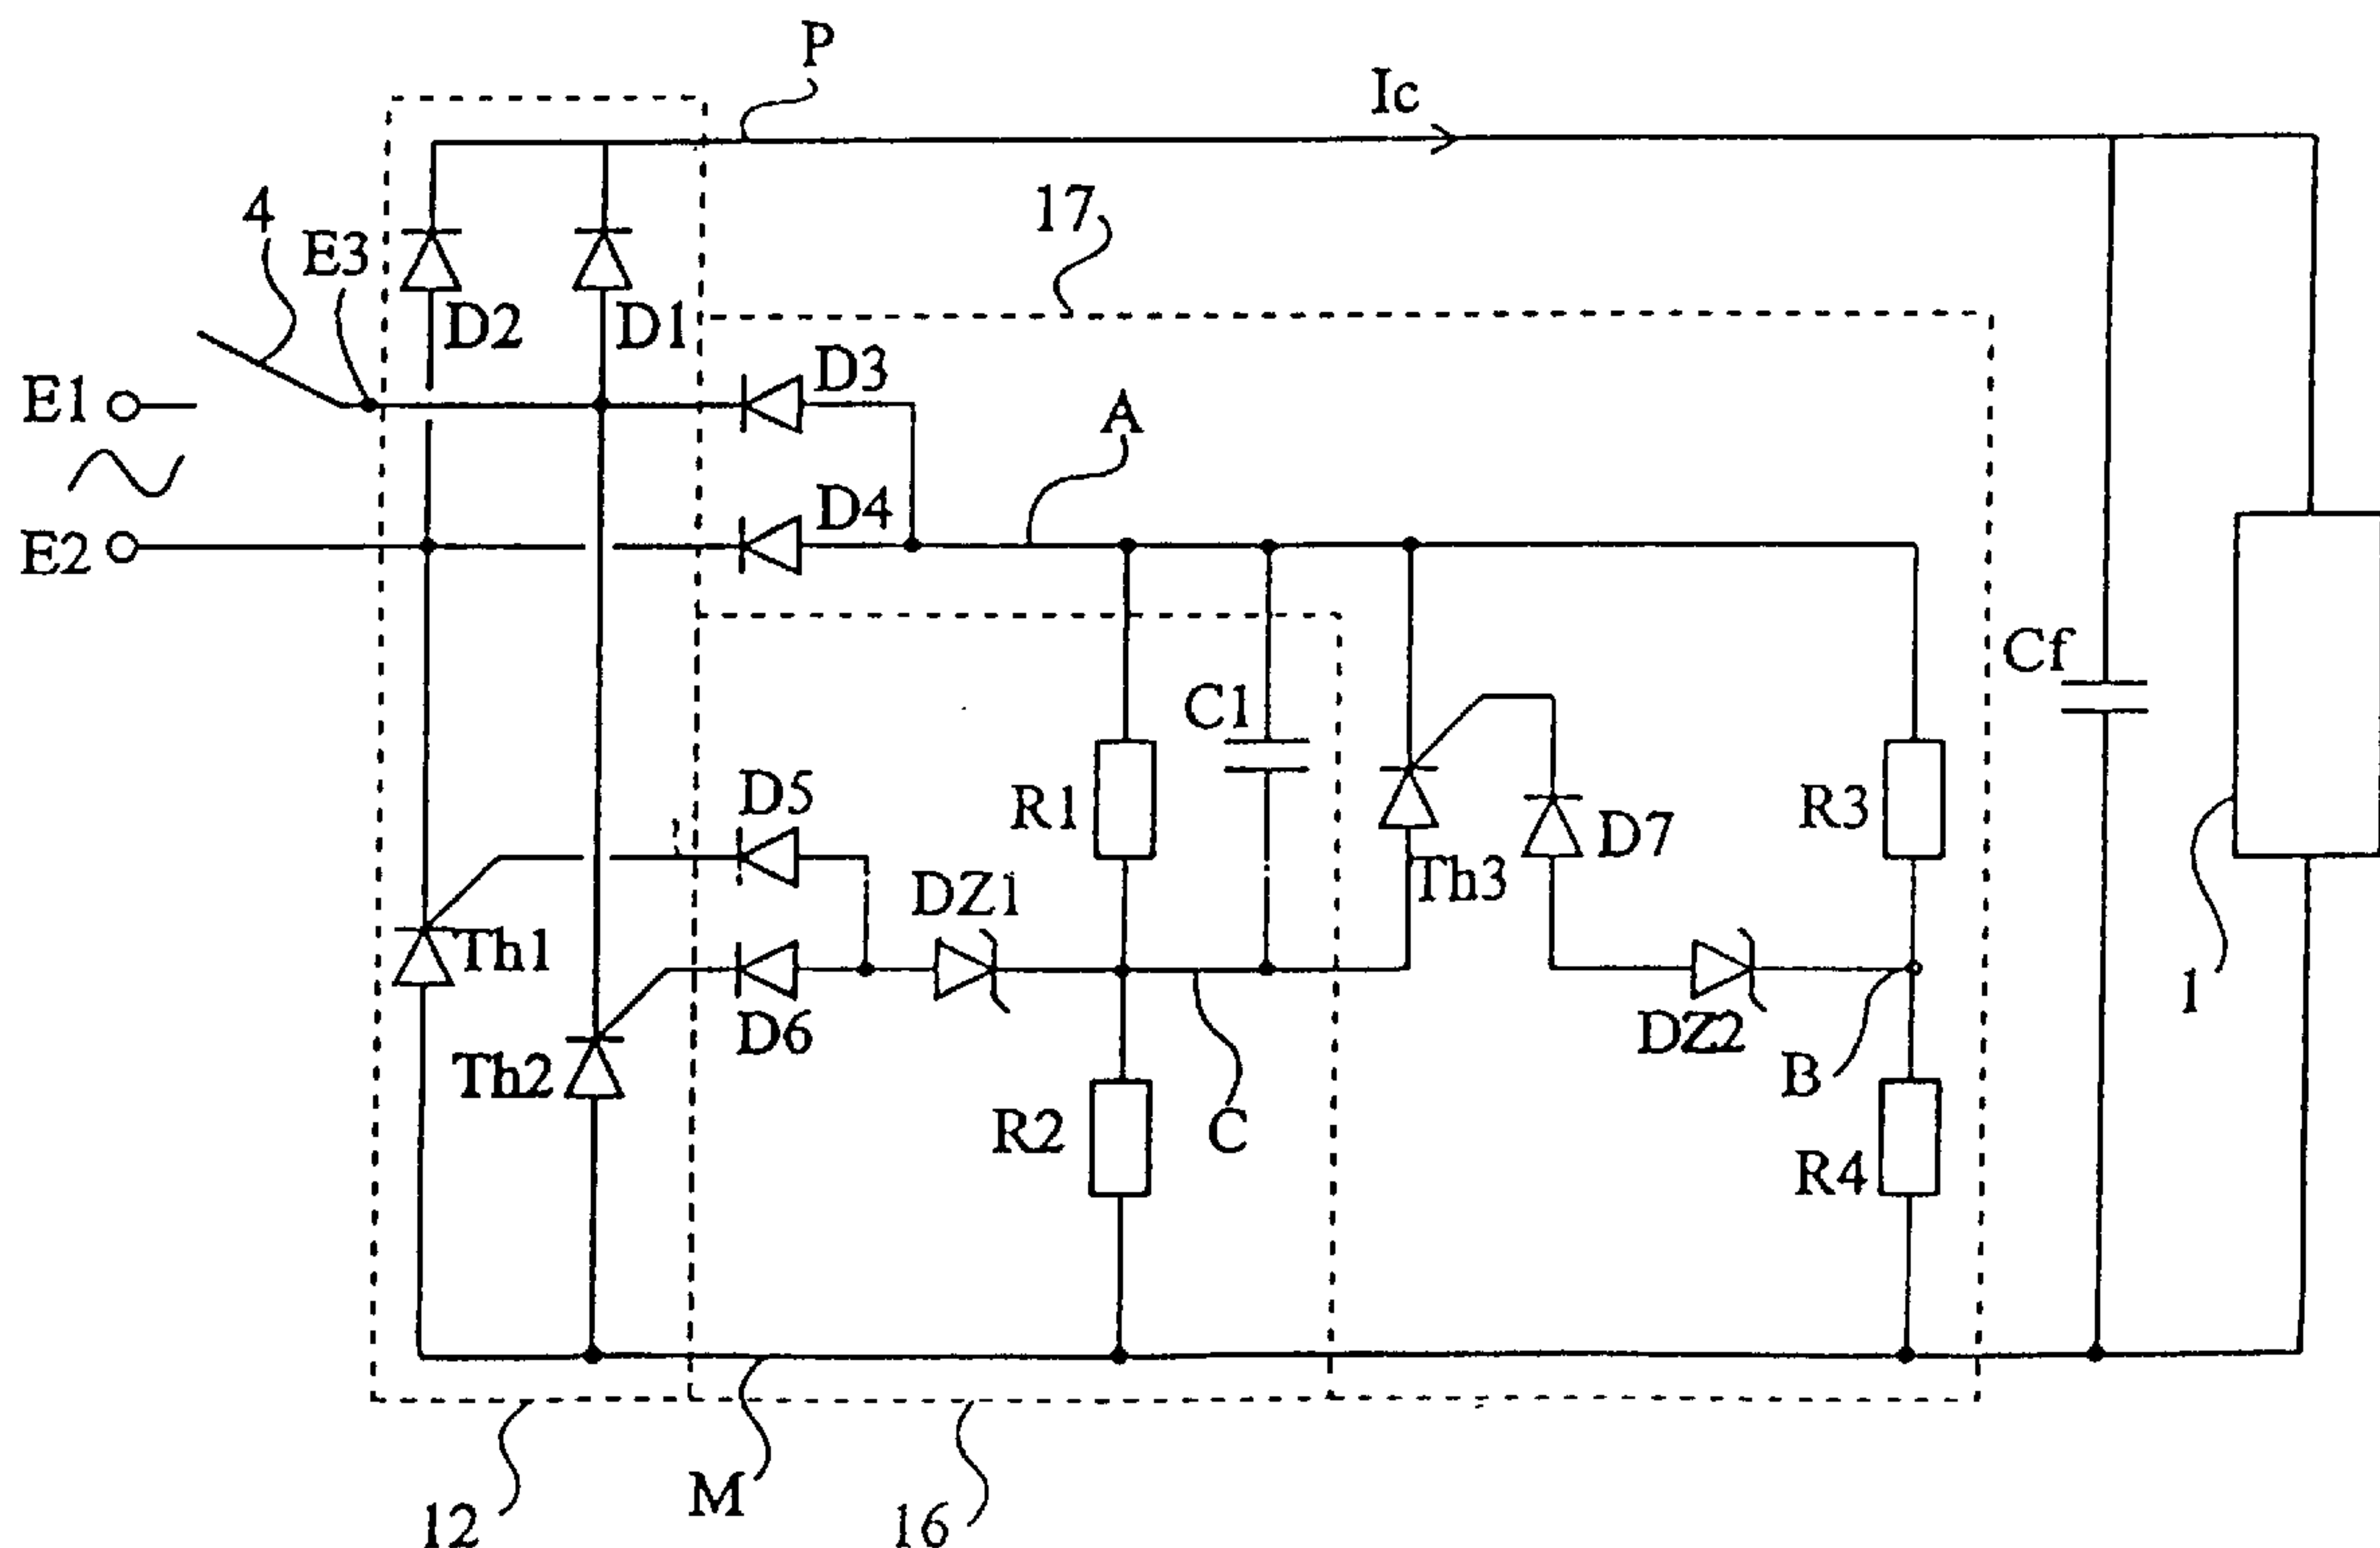 P
Ic
4
E3
17
D2
D1
D3
E1
A
D4
E2
Cf
C1
D5
R1
D7
R3
DZ1
Th3
Th1
1
D6
DZ2
Th2
B
R2
C
R4
M
12
16